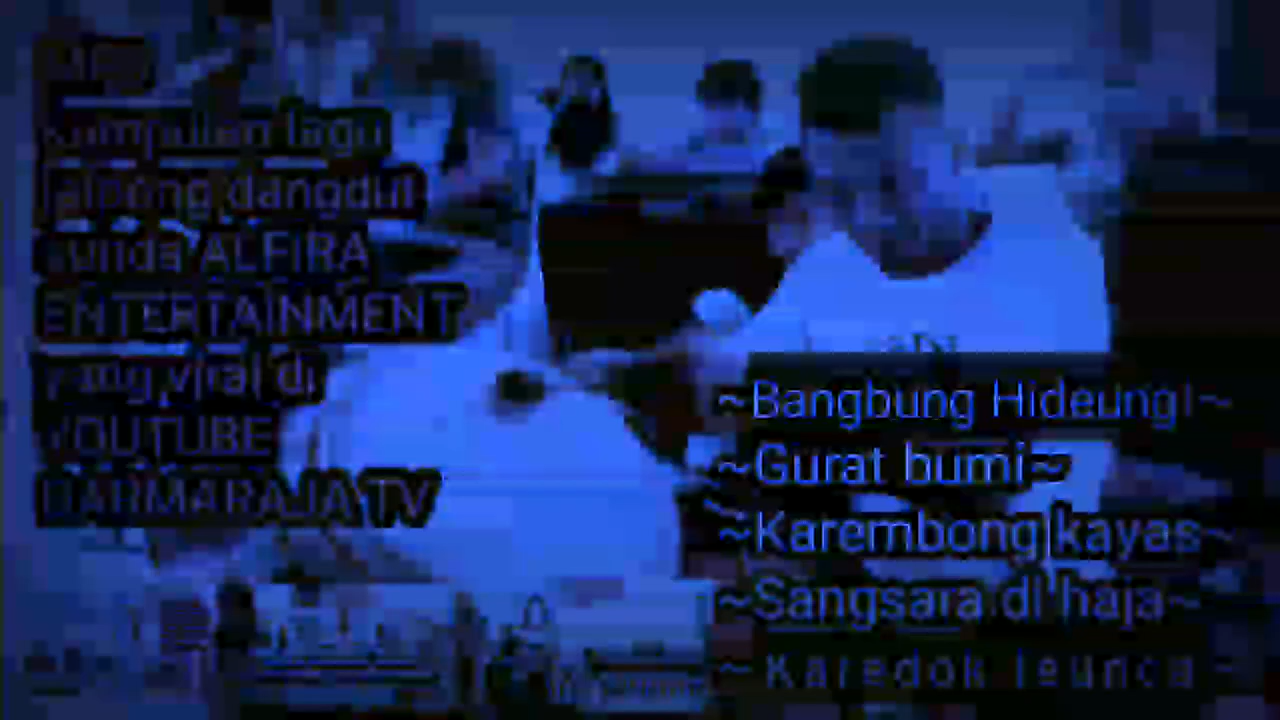 MP3
Kumpulan lagu
jaipong dangdut
sunda ALFIRA
ENTERTAINMENT
yang viral di
YOUTUBE
DARMARAJA TV
~Bangbung Hideung!~
~Gurat bumi~
~Karembong kayas~
~Sangsara di haja~
~Karedok leunca~